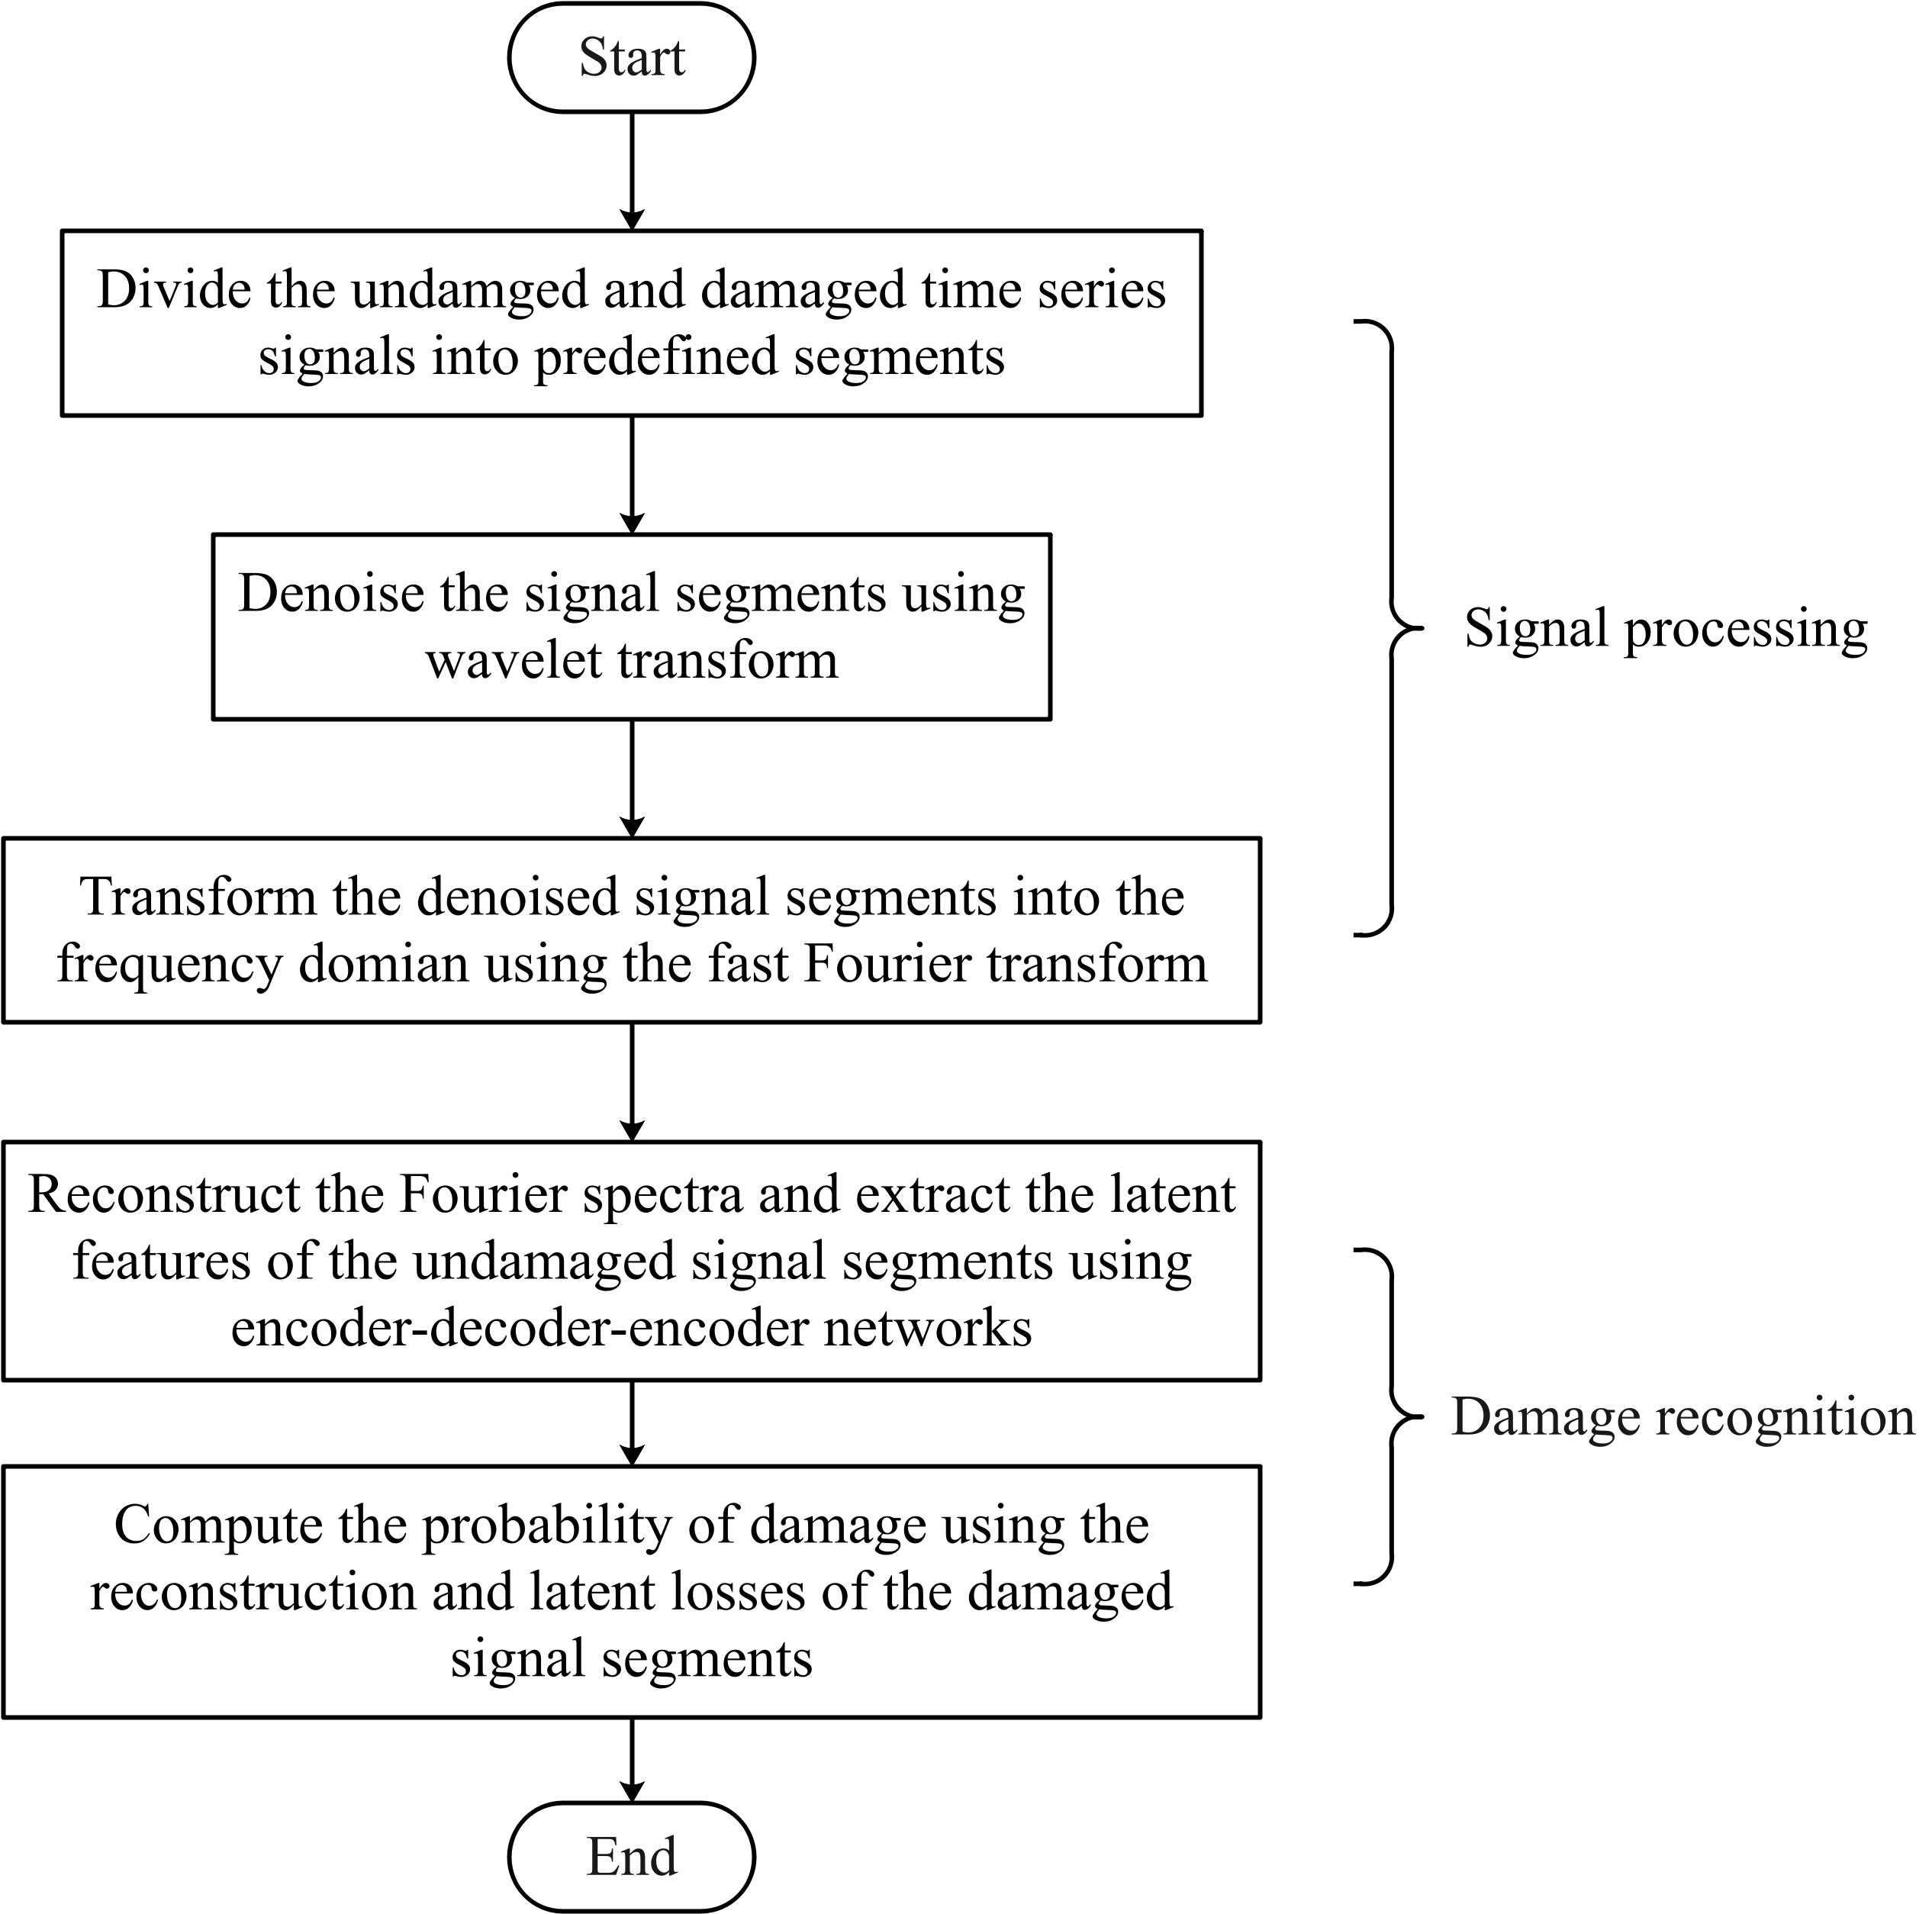 Start
Divide the undamged and damaged time series
signals into predefined segments
Denoise the signal segments using
wavelet transform
Signal processing
Transform the denoised signal segments into the
frequency domian using the fast Fourier transform
Reconstruct the Fourier spectra and extract the latent
features of the undamaged signal segments using
encoder-decoder-encoder networks
Damage recognition
Compute the probability of damage using the
reconstruction and latent losses of the damaged
signal segments
End